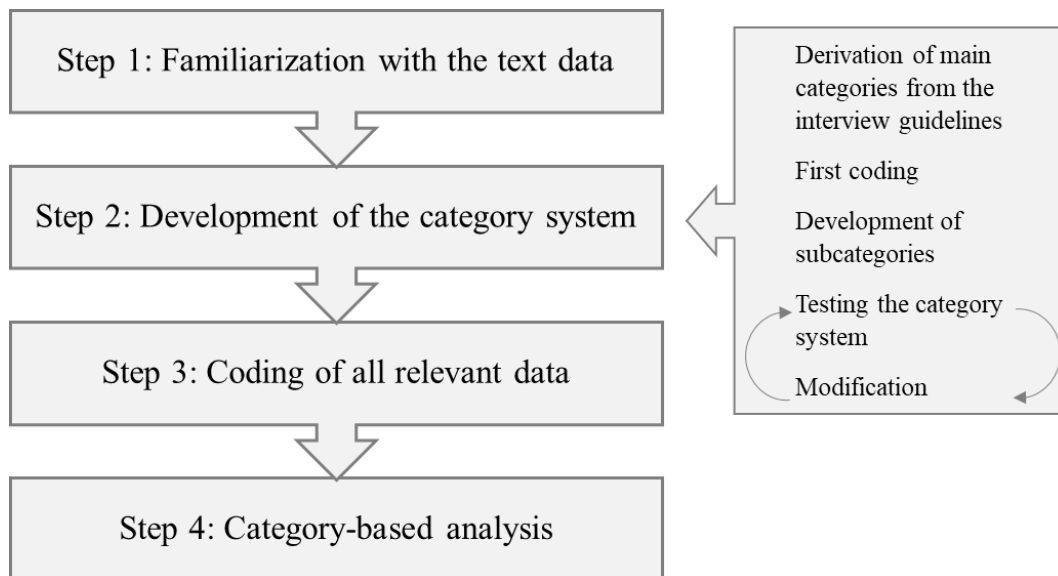 Step 1: Familiarization with the text data
Step 2: Development of the category system
Step 3: Coding of all relevant data
Step 4: Category-based analysis
Derivation of main
categories from the
interview guidelines
First coding
Development of
subcategories
Testing the category
system
Modification